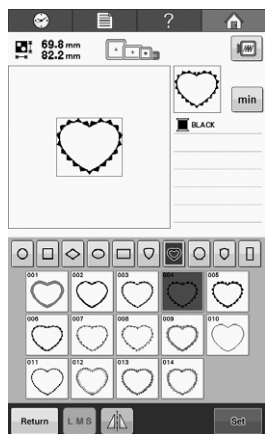 ?
69.8 mm
82.2 mm
min
BLACK
001 002 003 004 005
006 007 008 009 010
011 012 013 014
Return L M S Set